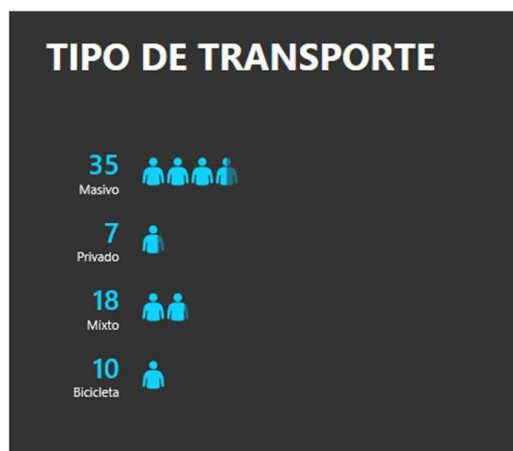 TIPO DE TRANSPORTE
35
Masivo
7
Privado
18
Mixto
10
Bicicleta